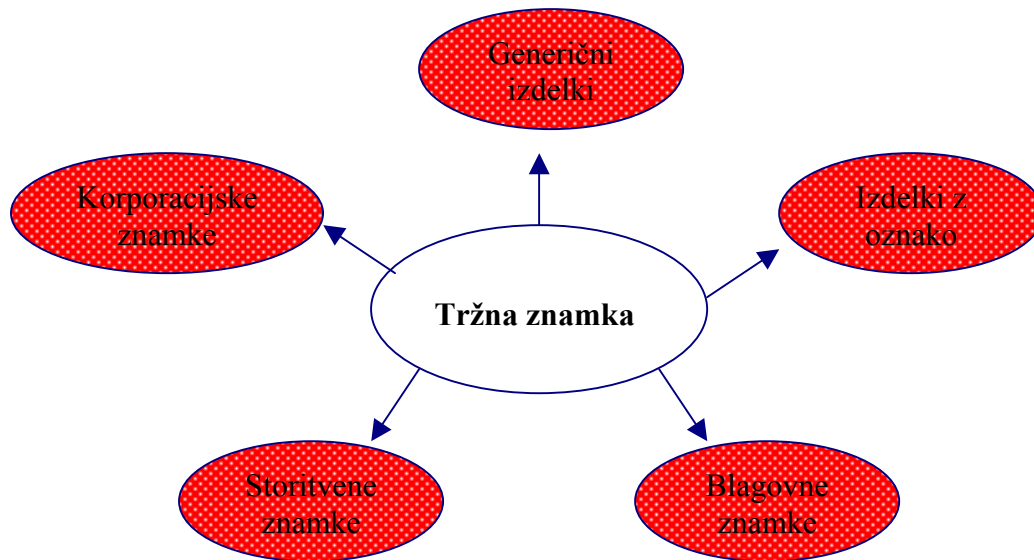 Generični
izdelki
Korporacijske
znamke
Izdelki z
oznako
Tržna znamka
Storitvene
znamke
Blagovne
znamke